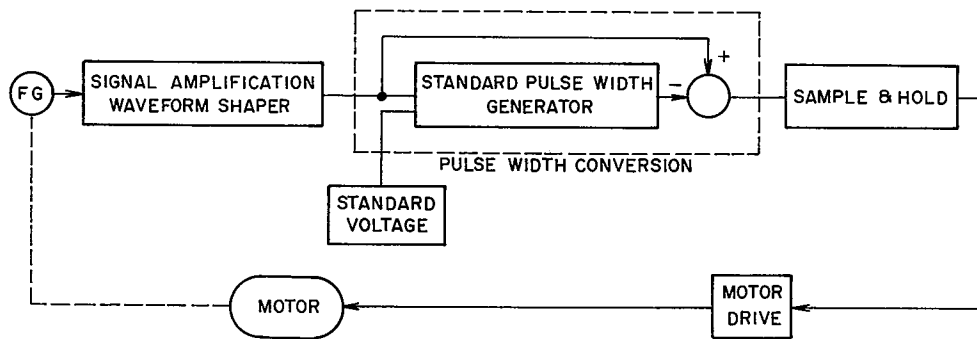 FG
SIGNAL AMPLIFICATION
WAVEFORM SHAPER
STANDARD PULSE WIDTH
GENERATOR
+
−
SAMPLE & HOLD
PULSE WIDTH CONVERSION
STANDARD
VOLTAGE
MOTOR
MOTOR
DRIVE